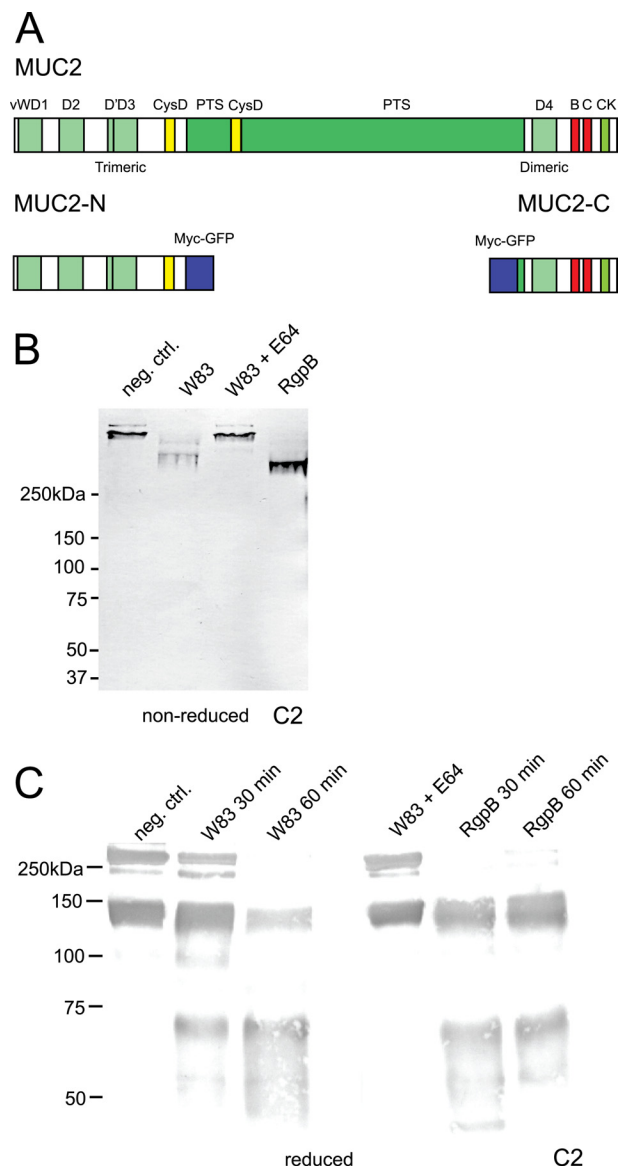 A
MUC2
vWD1 D2 D'D3 CysD PTS CysD PTS D4 B C CK
Trimeric Dimeric
MUC2-N MUC2-C
Myc-GFP Myc-GFP
B
neg. ctrl. W83 W83 + E64 RgpB
250kDa
150
100
75
50
37
non-reduced C2
C
neg. ctrl. W83 30 min W83 60 min W83 + E64 RgpB 30 min RgpB 60 min
250kDa
150
100
75
50
reduced C2